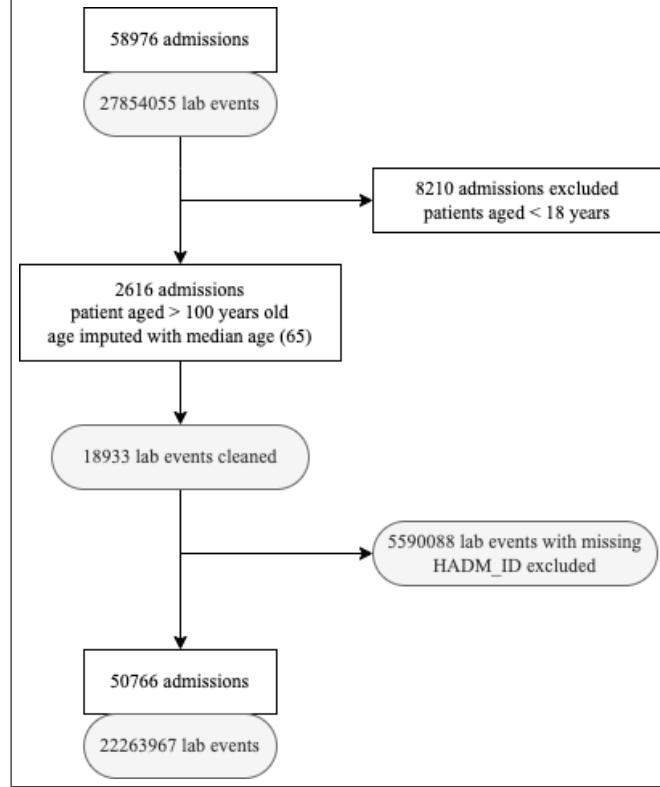 58976 admissions
27854055 lab events
8210 admissions excluded
patients aged < 18 years
2616 admissions
patient aged > 100 years old
age imputed with median age (65)
18933 lab events cleaned
5590088 lab events with missing
HADM_ID excluded
50766 admissions
22263967 lab events